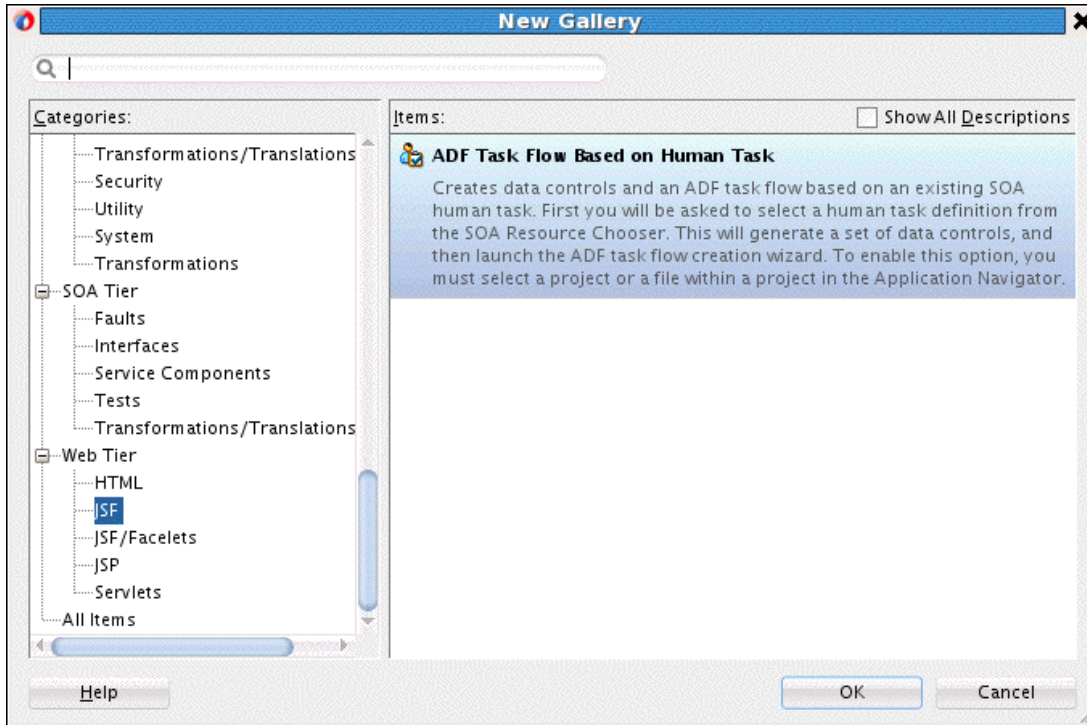 New Gallery
Categories:
Transformations/Translations
Security
Utility
System
Transformations
SOA Tier
Faults
Interfaces
Service Components
Tests
Transformations/Translations
Web Tier
HTML
JSF
JSF/Facelets
JSP
Servlets
All Items
Items:
Show All Descriptions
ADF Task Flow Based on Human Task
Creates data controls and an ADF task flow based on an existing SOA
human task. First you will be asked to select a human task definition from
the SOA Resource Chooser. This will generate a set of data controls, and
then launch the ADF task flow creation wizard. To enable this option, you
must select a project or a file within a project in the Application Navigator.
Help
OK
Cancel